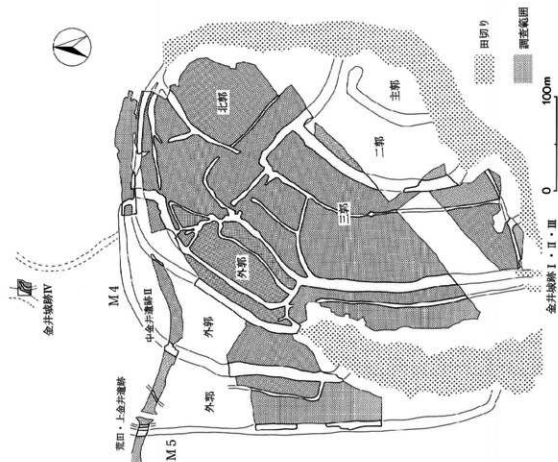 金井城跡Ⅳ
M4
中金井遺跡Ⅱ
荒田・上金井遺跡
M5
外郭
外郭
外郭
北郭
三郭
二郭
主郭
田切り
調査範囲
0
100m
金井城跡Ⅰ・Ⅱ・Ⅲ